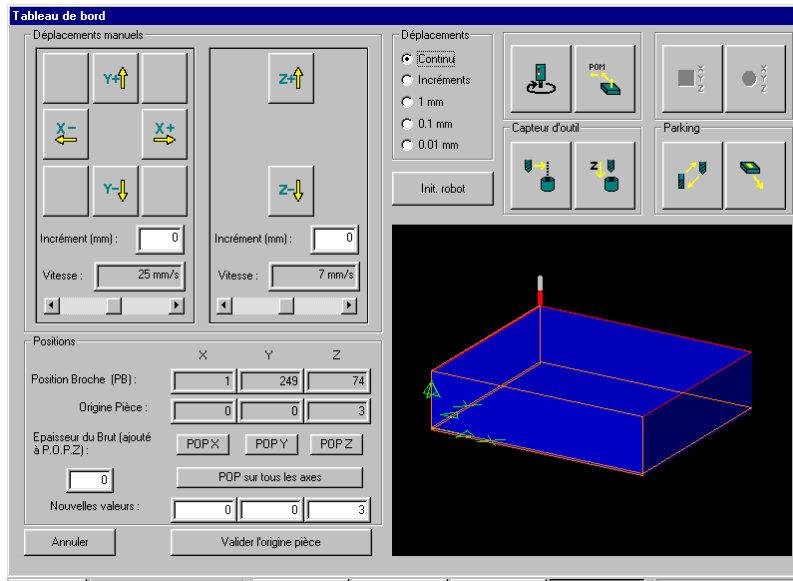 Tableau de bord
Déplacements manuels
Y+
X-
X+
Y-
Incrément (mm) : 0
Vitesse : 25 mm/s
Z+
Z-
Incrément (mm) : 0
Vitesse : 7 mm/s
Déplacements
Continu
Incréments
1 mm
0.1 mm
0.01 mm
Init. robot
POM
X
Y
Z
X
Y
Z
Capteur d'outil
Z
Parking
Positions
X Y Z
Position Broche (PB) : 1 249 74
Origine Pièce : 0 0 3
Epaisseur du Brut (ajouté
à P.O.P.Z) :
0
POP X POP Y POP Z
POP sur tous les axes
Nouvelles valeurs : 0 0 3
Annuler
Valider l'origine pièce